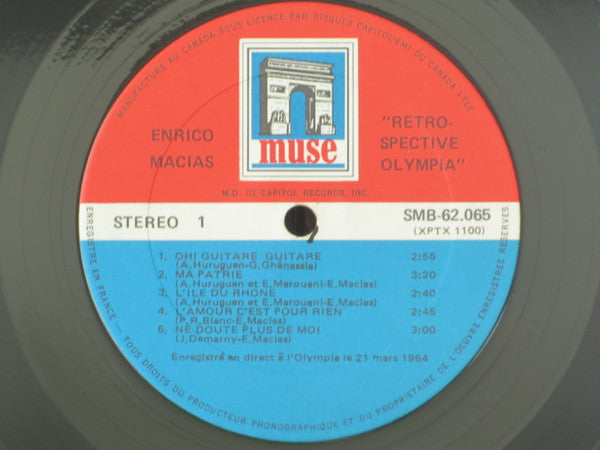 MANUFACTURE AU CANADA SOUS LICENCE PAR DISQUES CAPITOL-EMI DU CANADA LTEE
ENRICO
MACIAS
muse
"RETRO-
SPECTIVE
OLYMPIA"
M.D. DE CAPITOL RECORDS, INC.
STEREO 1
SMB-62.065
(XPTX 1100)
1. OH! GUITARE GUITARE 2:55
(A,Huruguen-G,Ghénassia)
2. MA PATRIE 3:20
(A,Huruguen et E,Marouani-E,Macias)
3. L'ILE DU RHONE 2:40
(A,Huruguen et E,Marouani-E,Macias)
4. L'AMOUR C'EST POUR RIEN 2:45
(P,R,Blanc-E,Macias)
5. NE DOUTE PLUS DE MOI 3:00
(J,Demarny-E,Macias)
Enregistré en direct à l'Olympia le 21 mars 1964
ENREGISTRE EN FRANCE - TOUS DROITS DU PRODUCTEUR PHONOGRAPHIQUE ET DU PROPRIETAIRE DE L'OEUVRE ENREGISTREE RESERVES